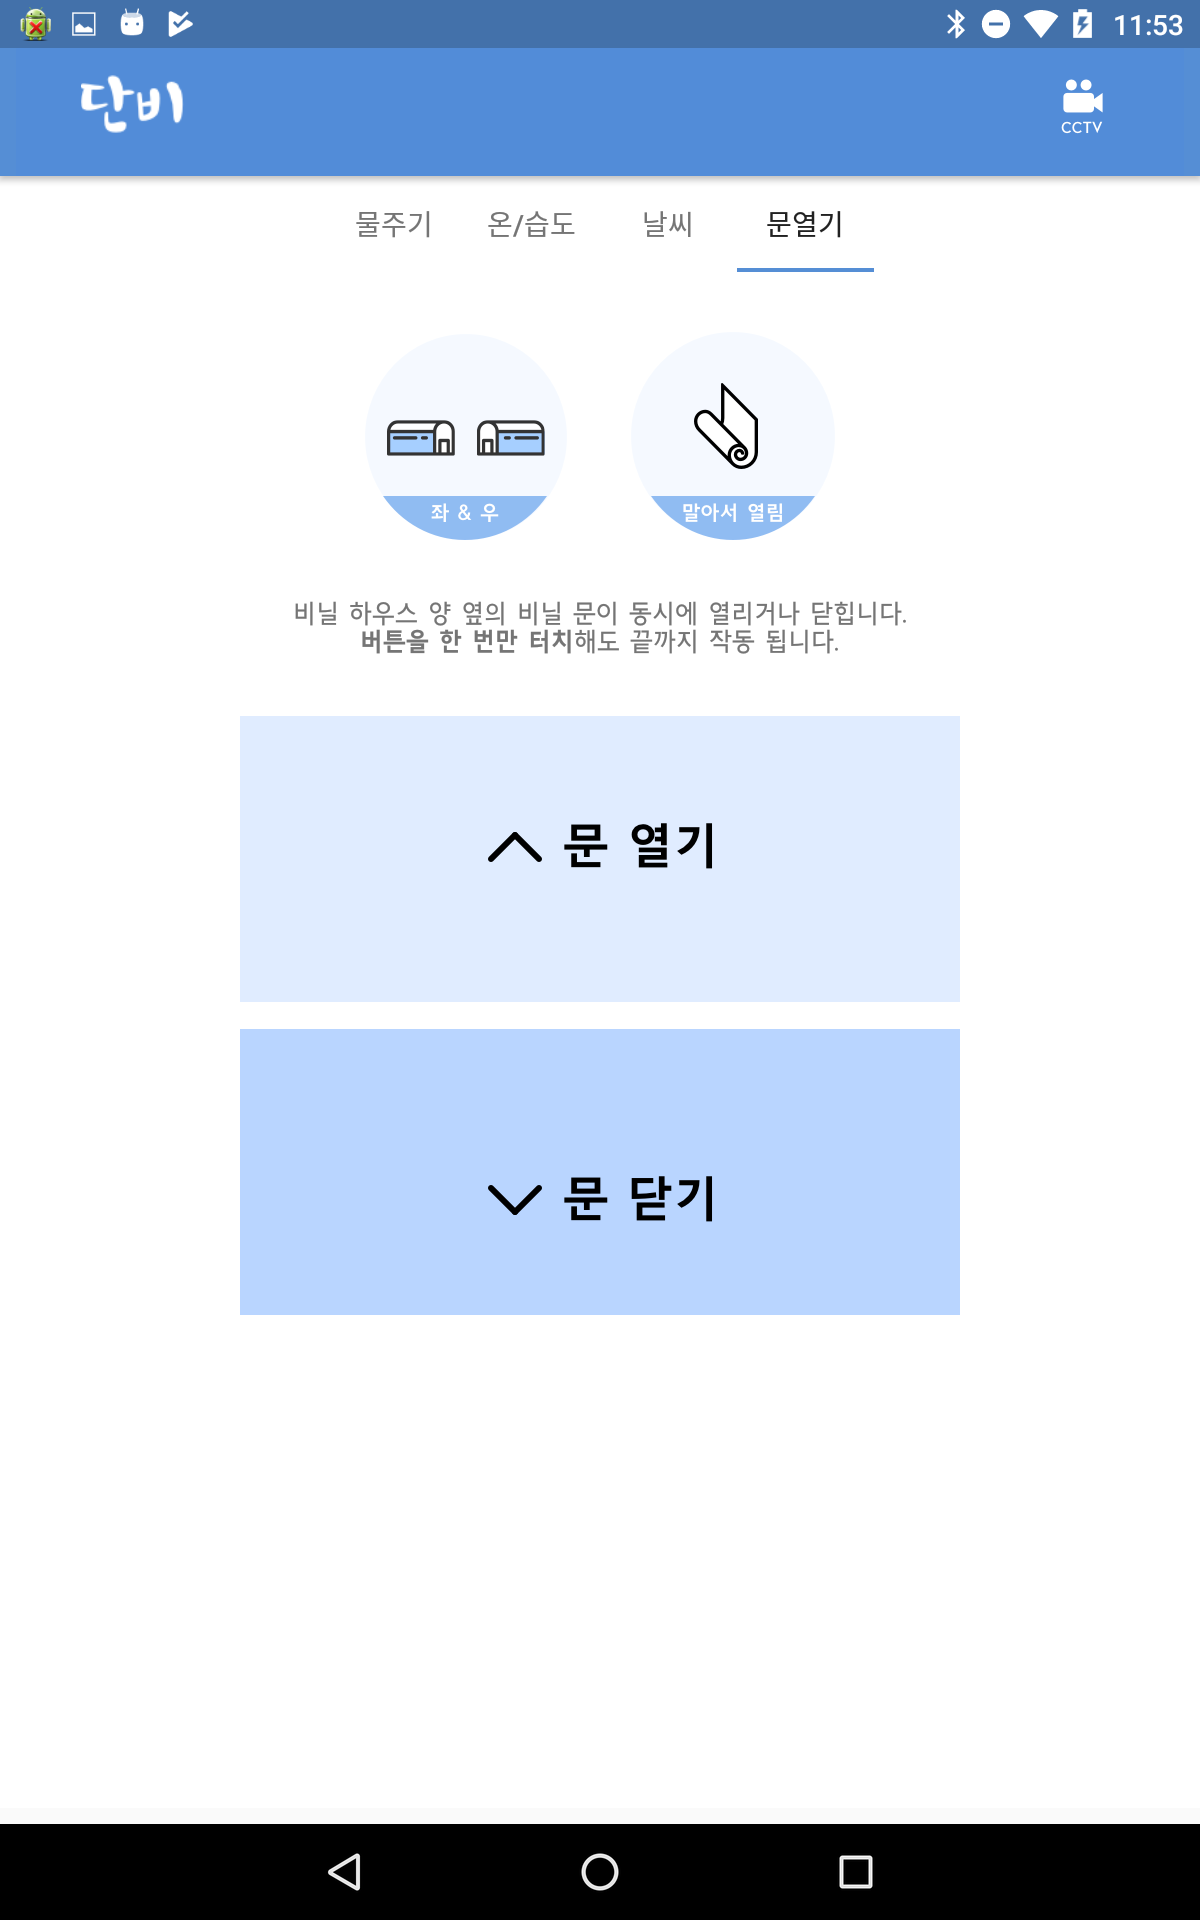 11:53
단비
CCTV
물주기 온/습도 날씨 문열기
좌 & 우
말아서 열림
비닐 하우스 양 옆의 비닐 문이 동시에 열리거나 닫힙니다.
버튼을 한 번만 터치해도 끝까지 작동 됩니다.
문 열기
문 닫기